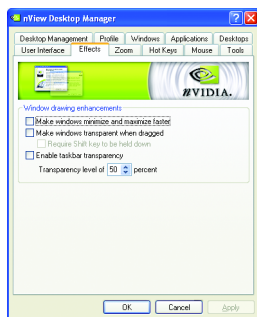 nView Desktop Manager
Desktop Management Profile Windows Applications Desktops
User Interface Effects Zoom Hot Keys Mouse Tools
nVIDIA.
Window drawing enhancements
Make windows minimize and maximize faster
Make windows transparent when dragged
Require Shift key to be held down
Enable taskbar transparency
Transparency level of 50 percent
OK Cancel Apply